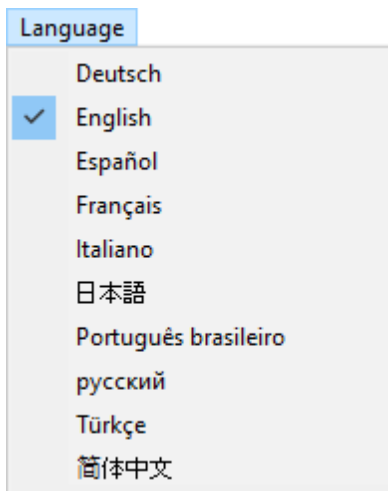 Language
Deutsch
English
Español
Français
Italiano
日本語
Português brasileiro
русский
Türkçe
简体中文